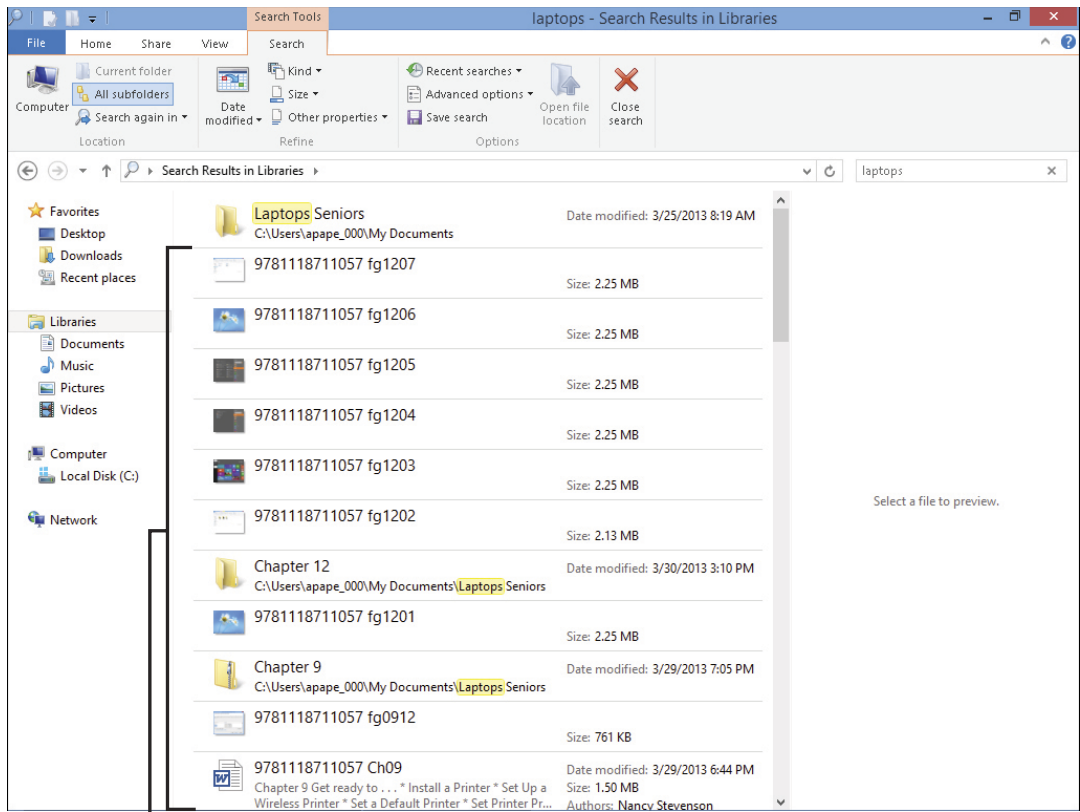 Search Tools
laptops - Search Results in Libraries
File
Home
Share
View
Search
Computer
Current folder
All subfolders
Search again in
Location
Date modified
Kind
Size
Other properties
Refine
Recent searches
Advanced options
Save search
Options
Open file location
Close search
Search Results in Libraries
laptops
Favorites
Desktop
Downloads
Recent places
Libraries
Documents
Music
Pictures
Videos
Computer
Local Disk (C:)
Network
Laptops Seniors
Date modified: 3/25/2013 8:19 AM
C:\Users\apape_000\My Documents
9781118711057 fg1207
Size: 2.25 MB
9781118711057 fg1206
Size: 2.25 MB
9781118711057 fg1205
Size: 2.25 MB
9781118711057 fg1204
Size: 2.25 MB
9781118711057 fg1203
Size: 2.25 MB
9781118711057 fg1202
Size: 2.13 MB
Chapter 12
Date modified: 3/30/2013 3:10 PM
C:\Users\apape_000\My Documents\Laptops Seniors
9781118711057 fg1201
Size: 2.25 MB
Chapter 9
Date modified: 3/29/2013 7:05 PM
C:\Users\apape_000\My Documents\Laptops Seniors
9781118711057 fg0912
Size: 761 KB
9781118711057 Ch09
Date modified: 3/29/2013 6:44 PM
Chapter 9 Get ready to . . . * Install a Printer * Set Up a
Size: 1.50 MB
Wireless Printer * Set a Default Printer * Set Printer Pr...
Authors: Nancy Stevenson
Select a file to preview.